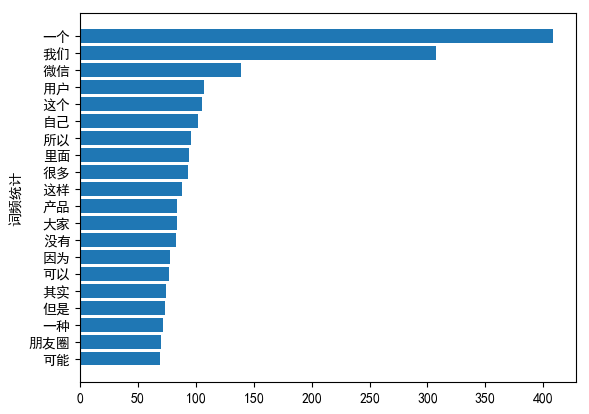 一个
我们
微信
用户
这个
自己
所以
里面
很多
这样
产品
大家
没有
因为
可以
其实
但是
一种
朋友圈
可能
词频统计
0 50 100 150 200 250 300 350 400